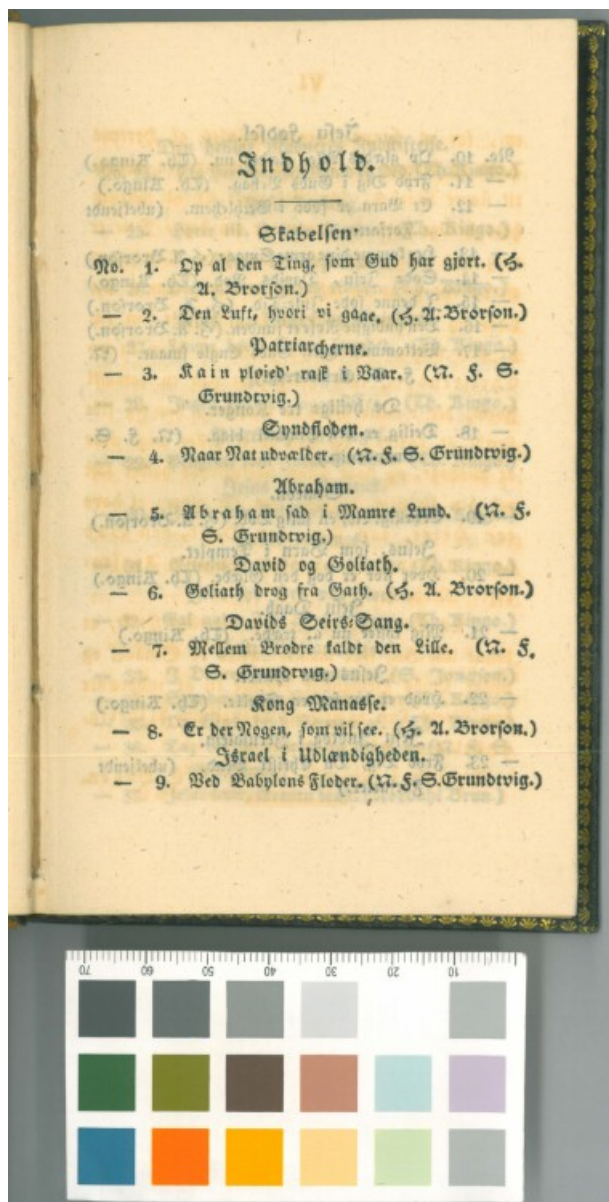 Indhold.
Skabelsen.
No. 1. Op al den Ting, som Gud har gjort. (H.
A. Brorson.)
— 2. Den Luft, hvori vi gaae. (H. A. Brorson.)
Patriarcherne.
— 3. Kain pløied' rask i Vaar. (N. F. S.
Grundtvig.)
Syndfloden.
— 4. Naar Nat udvælder. (N. F. S. Grundtvig.)
Abraham.
— 5. Abraham sad i Mamre Lund. (N. F.
S. Grundtvig.)
David og Goliath.
— 6. Goliath drog fra Gath. (H. A. Brorson.)
Davids Seirs-Sang.
— 7. Mellem Brødre kaldt den Lille. (N. F.
S. Grundtvig.)
Kong Manasse.
— 8. Er der Nogen, som vil see. (H. A. Brorson.)
Israel i Udlændigheden.
— 9. Ved Babylons Floder. (N. F. S. Grundtvig.)
70 60 50 40 30 20 10